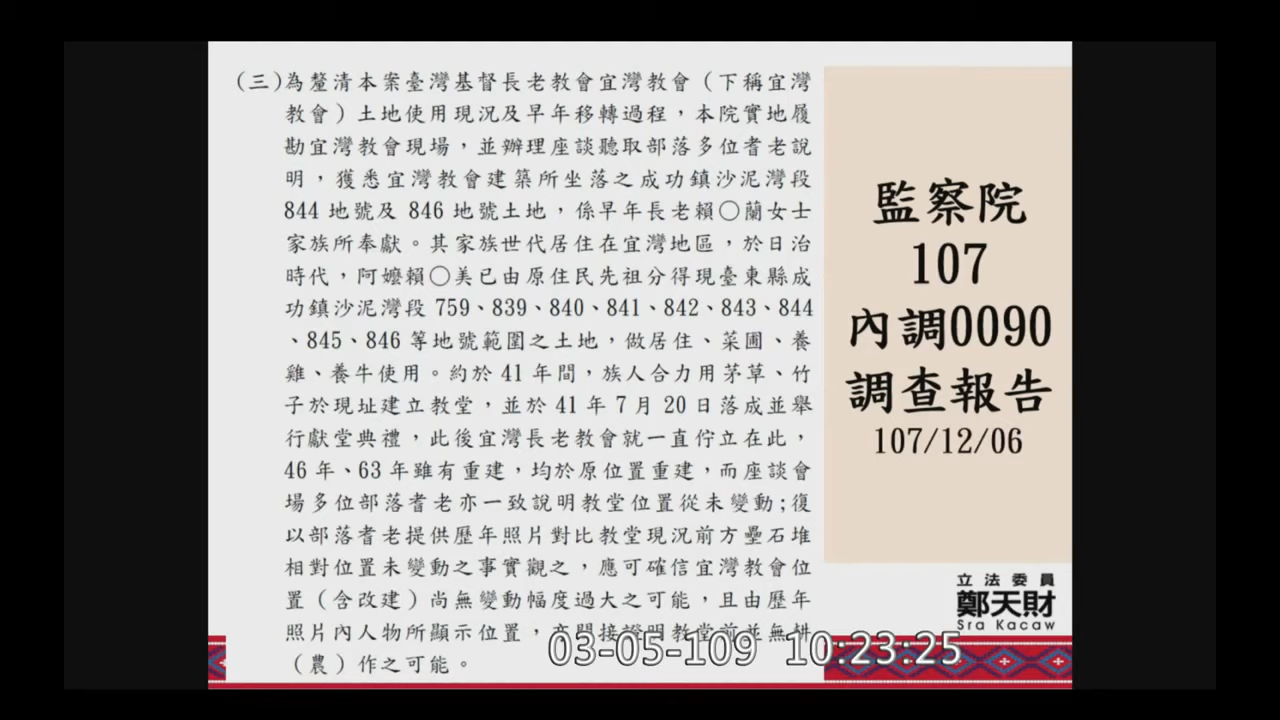 (三)為釐清本案臺灣基督長老教會宜灣教會（下稱宜灣
教會）土地使用現況及早年移轉過程，本院實地履
勘宜灣教會現場，並辦理座談聽取部落多位耆老說
明，獲悉宜灣教會建築所坐落之成功鎮沙泥灣段
844 地號及 846 地號土地，係早年長老賴○蘭女士
家族所奉獻。其家族世代居住在宜灣地區，於日治
時代，阿嬤賴○美已由原住民先祖分得現臺東縣成
功鎮沙泥灣段 759、839、840、841、842、843、844
、845、846 等地號範圍之土地，做居住、菜圃、養
雞、養牛使用。約於 41 年間，族人合力用茅草、竹
子於現址建立教堂，並於 41 年 7 月 20 日落成並舉
行獻堂典禮，此後宜灣長老教會就一直佇立在此，
46 年、63 年雖有重建，均於原位置重建，而座談會
場多位部落耆老亦一致說明教堂位置從未變動;復
以部落耆老提供歷年照片對比教堂現況前方壘石堆
相對位置未變動之事實觀之，應可確信宜灣教會位
置（含改建）尚無變動幅度過大之可能，且由歷年
照片內人物所顯示位置，亦間接證明教堂前並無耕
（農）作之可能。
監察院
107
內調0090
調查報告
107/12/06
立法委員
鄭天財
Sra Kacaw
03-05-109 10:23:25